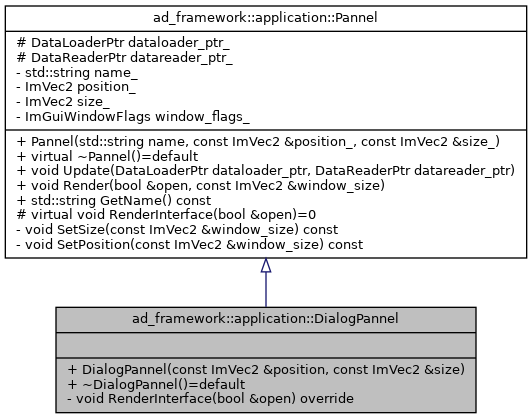 ad_framework::application::Pannel
# DataLoaderPtr dataloader_ptr_
# DataReaderPtr datareader_ptr_
- std::string name_
- ImVec2 position_
- ImVec2 size_
- ImGuiWindowFlags window_flags_
+ Pannel(std::string name, const ImVec2 &position_, const ImVec2 &size_)
+ virtual ~Pannel()=default
+ void Update(DataLoaderPtr dataloader_ptr, DataReaderPtr datareader_ptr)
+ void Render(bool &open, const ImVec2 &window_size)
+ std::string GetName() const
# virtual void RenderInterface(bool &open)=0
- void SetSize(const ImVec2 &window_size) const
- void SetPosition(const ImVec2 &window_size) const
ad_framework::application::DialogPannel
+ DialogPannel(const ImVec2 &position, const ImVec2 &size)
+ ~DialogPannel()=default
- void RenderInterface(bool &open) override